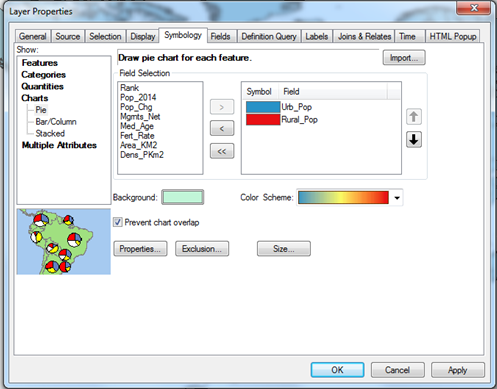 Layer Properties
General Source Selection Display Symbology Fields Definition Query Labels Joins & Relates Time HTML Popup
Show:
Features
Categories
Quantities
Charts
Pie
Bar/Column
Stacked
Multiple Attributes
Draw pie chart for each feature.
Import...
Field Selection
Rank
Pop_2014
Pop_Chg
Mgrnts_Net
Med_Age
Fert_Rate
Area_KM2
Dens_PKm2
>
<
<<
Symbol Field
Urb_Pop
Rural_Pop
Background:
Color Scheme:
Prevent chart overlap
Properties... Exclusion... Size...
OK Cancel Apply